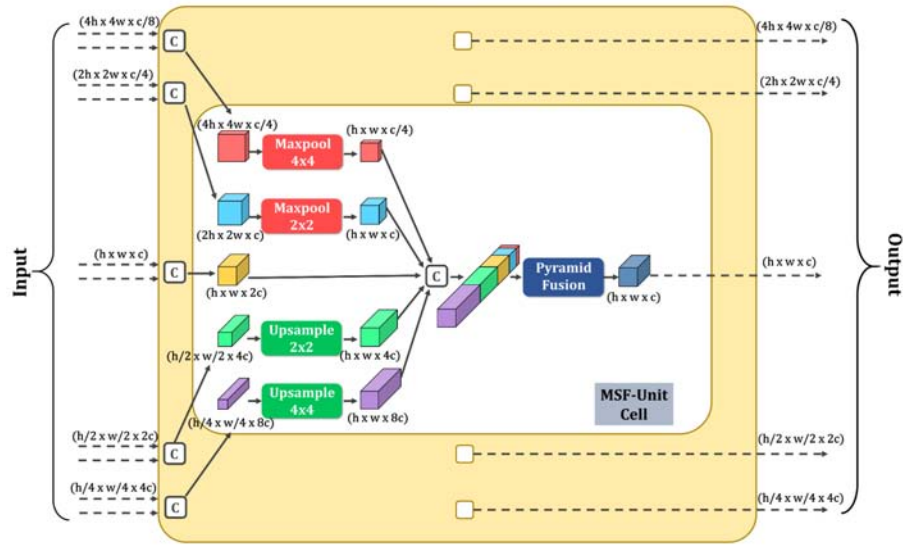 (4h x 4w x c/8)
(4h x 4w x c/8)
C
(2h x 2w x c/4)
(2h x 2w x c/4)
C
(4h x 4w x c/4)
(h x w x c/4)
Maxpool
4x4
Maxpool
2x2
(2h x 2w x c)
(h x w x c)
Input
Output
(h x w x c)
(h x w x c)
C
C
Pyramid
Fusion
(h x w x 2c)
(h x w x c)
Upsample
2x2
(h/2 x w/2 x 4c)
(h x w x 4c)
Upsample
4x4
(h/4 x w/4 x 8c)
(h x w x 8c)
MSF-Unit
Cell
(h/2 x w/2 x 2c)
(h/2 x w/2 x 2c)
C
(h/4 x w/4 x 4c)
(h/4 x w/4 x 4c)
C